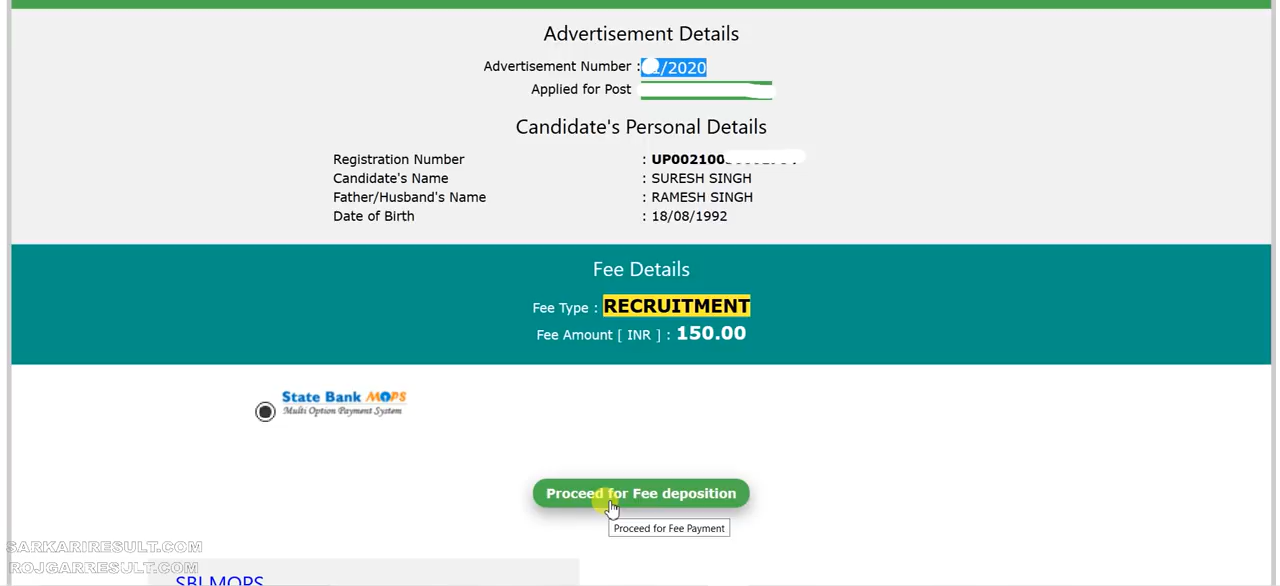 Advertisement Details
Advertisement Number : /2020
Applied for Post
Candidate's Personal Details
Registration Number : UP002100
Candidate's Name : SURESH SINGH
Father/Husband's Name : RAMESH SINGH
Date of Birth : 18/08/1992
Fee Details
Fee Type : RECRUITMENT
Fee Amount [ INR ] : 150.00
State Bank MOPS
Multi Option Payment System
Proceed for Fee deposition
Proceed for Fee Payment
SARKARIRESULT.COM
ROJGARRESULT.COM
SBI MOPS